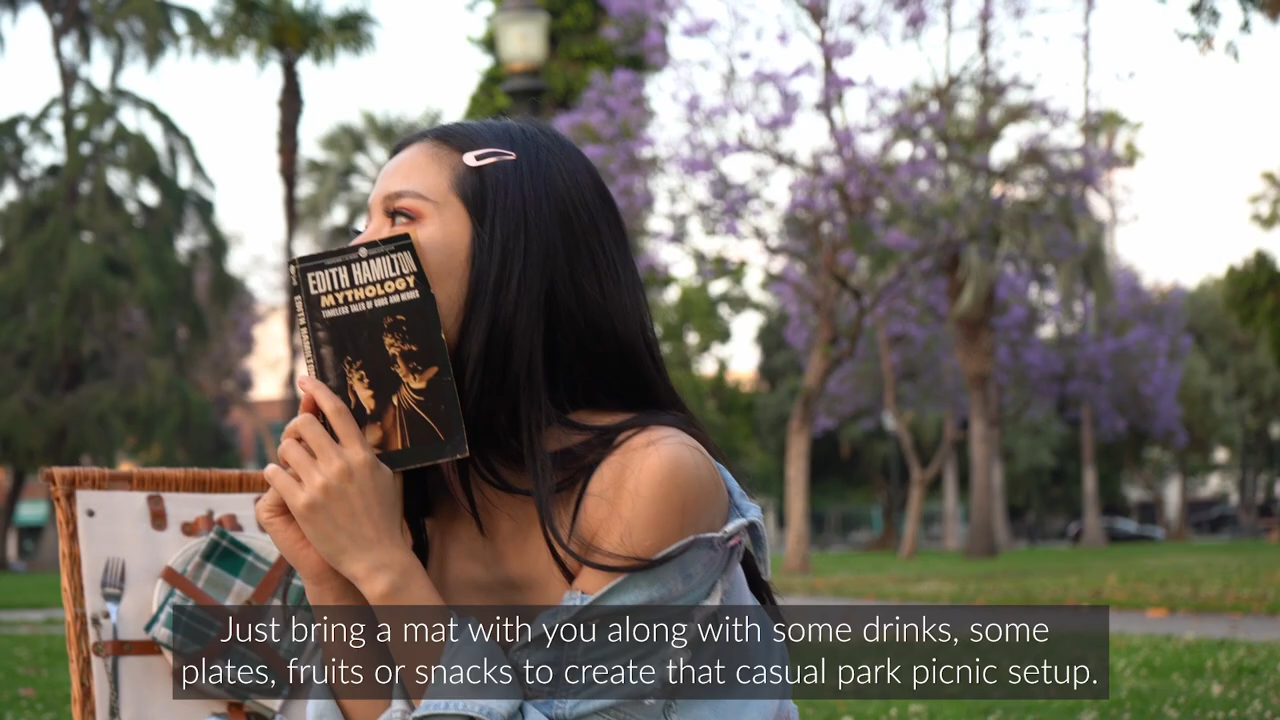 EDITH HAMILTON
MYTHOLOGY
TIMELESS TALES OF GODS AND HEROES
Just bring a mat with you along with some drinks, some
plates, fruits or snacks to create that casual park picnic setup.